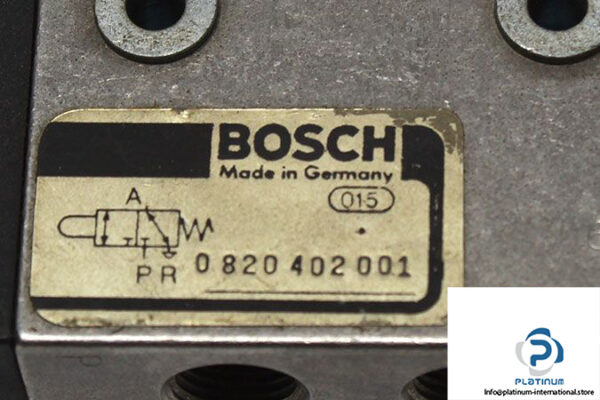 BOSCH
Made in Germany
015
A
P R
0 820 402 001
PLATINUM
info@platinum-international.store